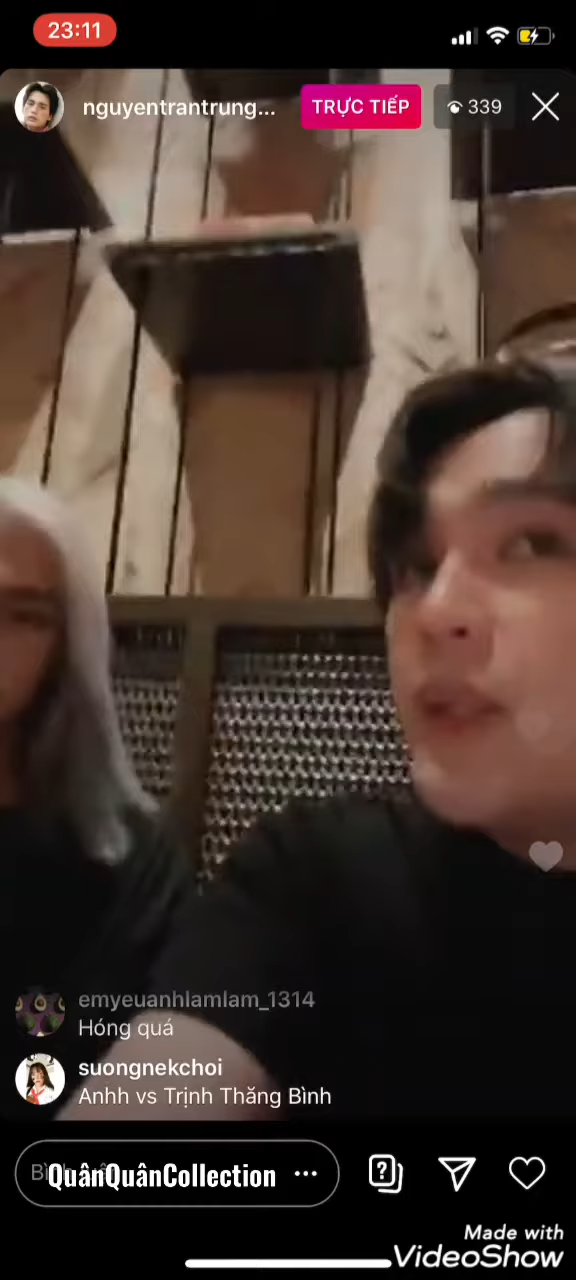 23:11
nguyentrantrung...
TRỰC TIẾP
339
emyeuanhlamlam_1314
Hóng quá
suongnekchoi
Anhh vs Trịnh Thăng Bình
QuânQuânCollection
Made with
VideoShow